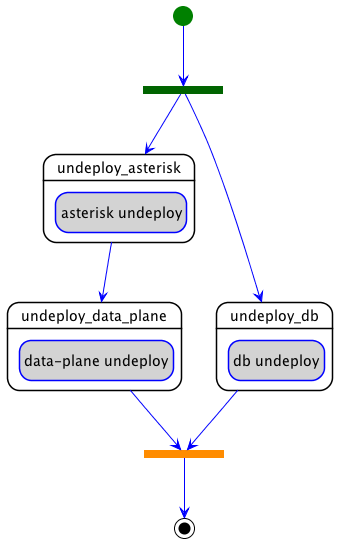 undeploy_asterisk
asterisk undeploy
undeploy_data_plane
data-plane undeploy
undeploy_db
db undeploy